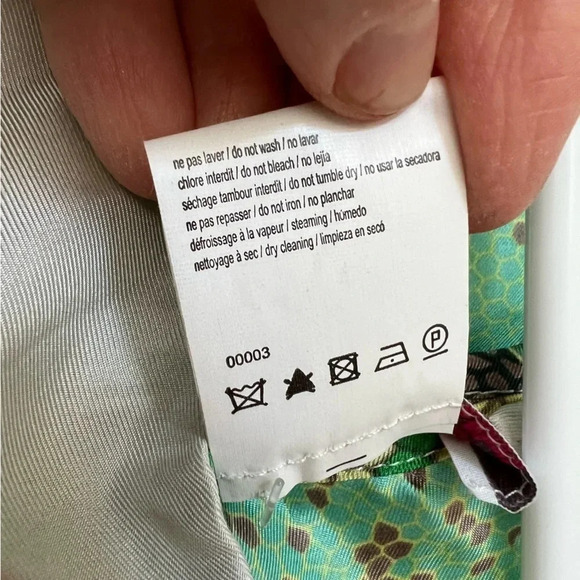 ne pas laver / do not wash / no lavar
chlore interdit / do not bleach / no lejía
séchage tambour interdit / do not tumble dry / no usar la secadora
ne pas repasser / do not iron / no planchar
défroissage à la vapeur / steaming / húmedo
nettoyage à sec / dry cleaning / limpieza en secó
00003
P